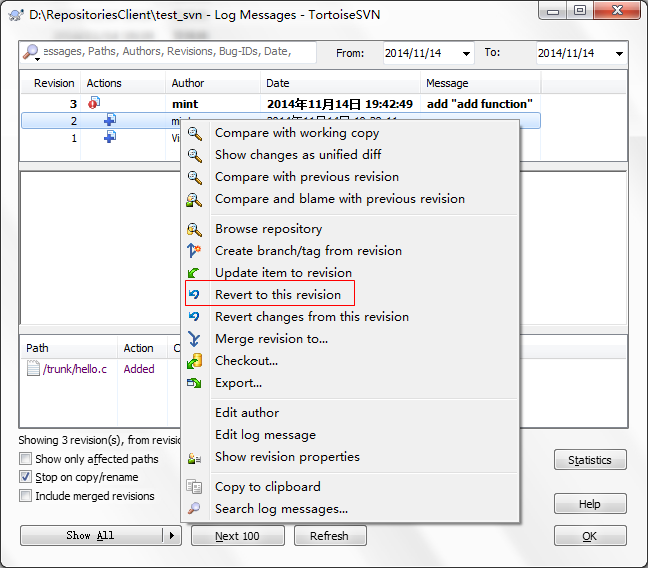 D:\RepositoriesClient\test_svn - Log Messages - TortoiseSVN
essages, Paths, Authors, Revisions, Bug-IDs, Date,
From: 2014/11/14 To: 2014/11/14
Revision Actions Author Date Message
3 mint 2014年11月14日 19:42:49 add "add function"
2
1
Compare with working copy
Show changes as unified diff
Compare with previous revision
Compare and blame with previous revision
Browse repository
Create branch/tag from revision
Update item to revision
Revert to this revision
Revert changes from this revision
Merge revision to...
Checkout...
Export...
Edit author
Edit log message
Show revision properties
Copy to clipboard
Search log messages...
Path Action
/trunk/hello.c Added
Showing 3 revision(s), from revisi
Show only affected paths
Stop on copy/rename
Include merged revisions
Statistics
Help
Show All Next 100 Refresh OK